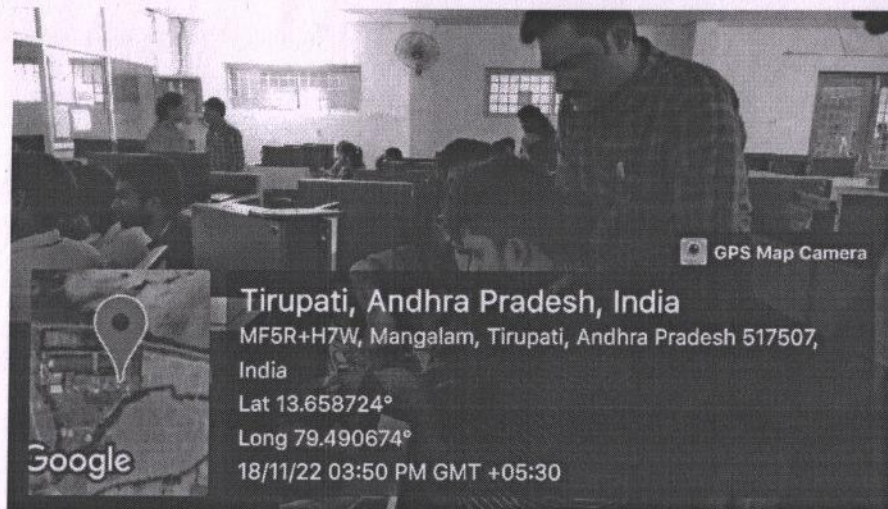 GPS Map Camera
Tirupati, Andhra Pradesh, India
MF5R+H7W, Mangalam, Tirupati, Andhra Pradesh 517507,
India
Lat 13.658724°
Long 79.490674°
18/11/22 03:50 PM GMT +05:30
Google